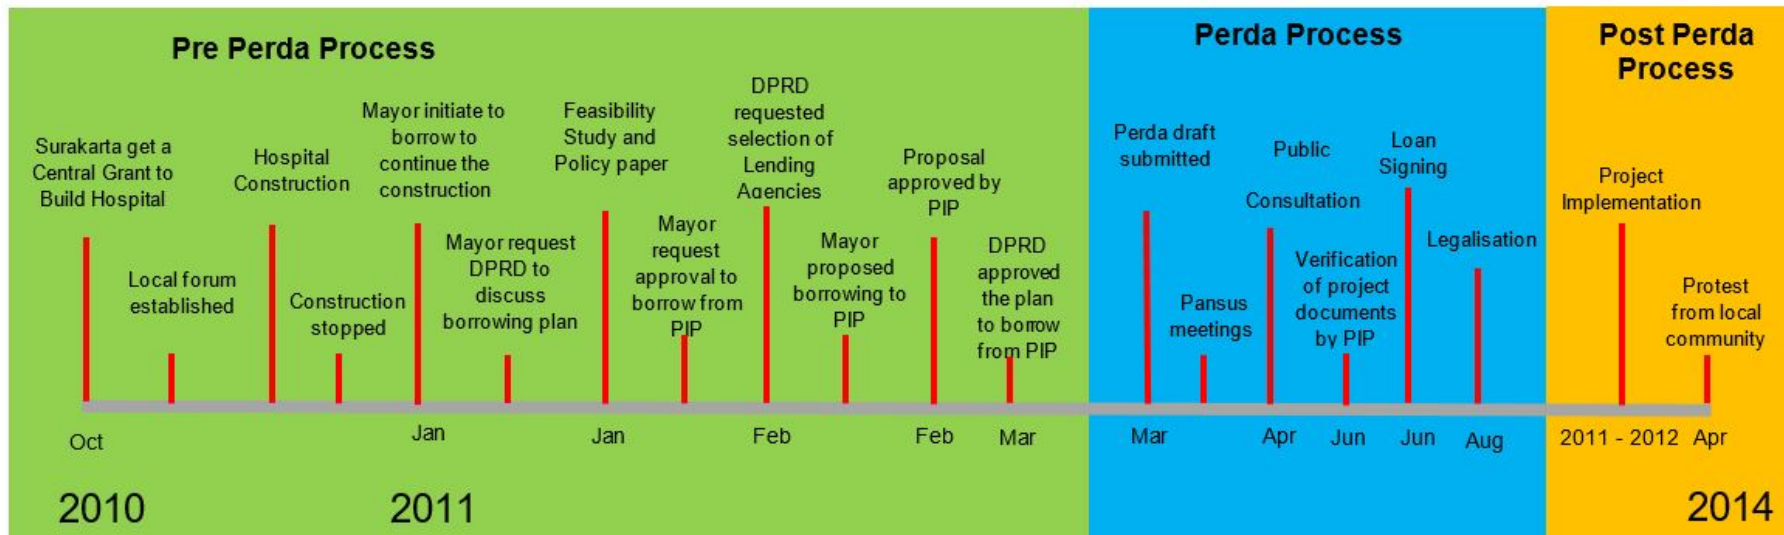 Pre Perda Process
Surakarta get a
Central Grant to
Build Hospital
Local forum
established
Hospital
Construction
Construction
stopped
Mayor initiate to
borrow to
continue the
construction
Mayor request
DPRD to
discuss
borrowing plan
Feasibility
Study and
Policy paper
Mayor
request
approval to
borrow from
PIP
DPRD
requested
selection of
Lending
Agencies
Mayor
proposed
borrowing to
PIP
Proposal
approved by
PIP
DPRD
approved
the plan
to borrow
from PIP
Oct
Jan
Jan
Feb
Feb
Mar
2010
2011
Perda Process
Perda draft
submitted
Pansus
meetings
Public
Consultation
Verification
of project
documents
by PIP
Loan
Signing
Legalisation
Mar
Apr
Jun
Jun
Aug
Post Perda
Process
Project
Implementation
Protest
from local
community
2011 - 2012
Apr
2014